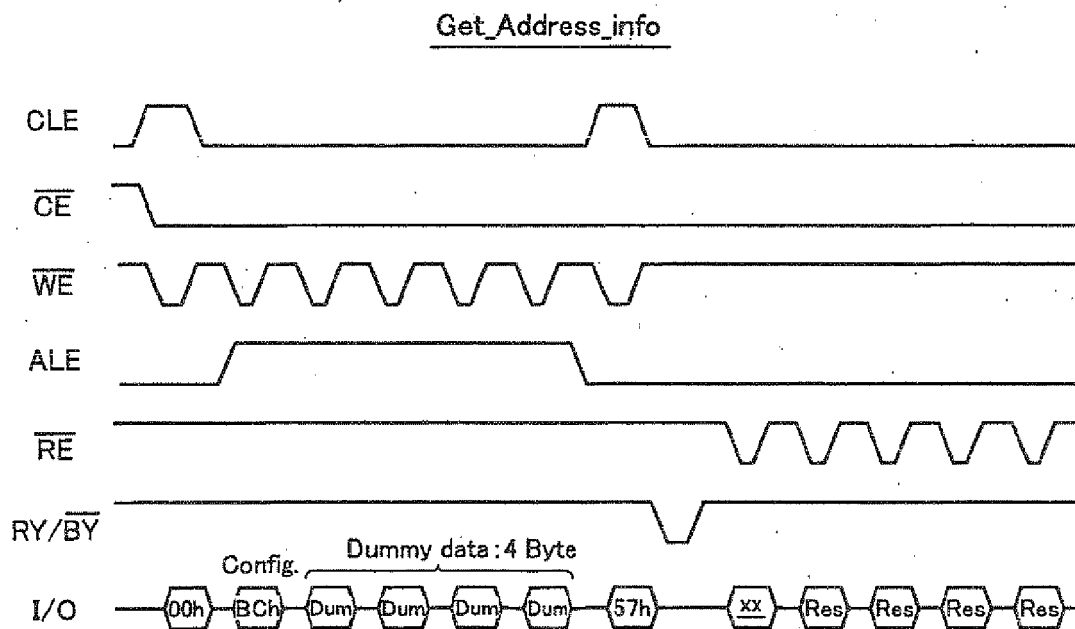 Get_Address_info
CLE
CE
WE
ALE
RE
RY/BY
Config. Dummy data:4 Byte
I/O 00h BCh Dum Dum Dum Dum 57h xx Res Res Res Res